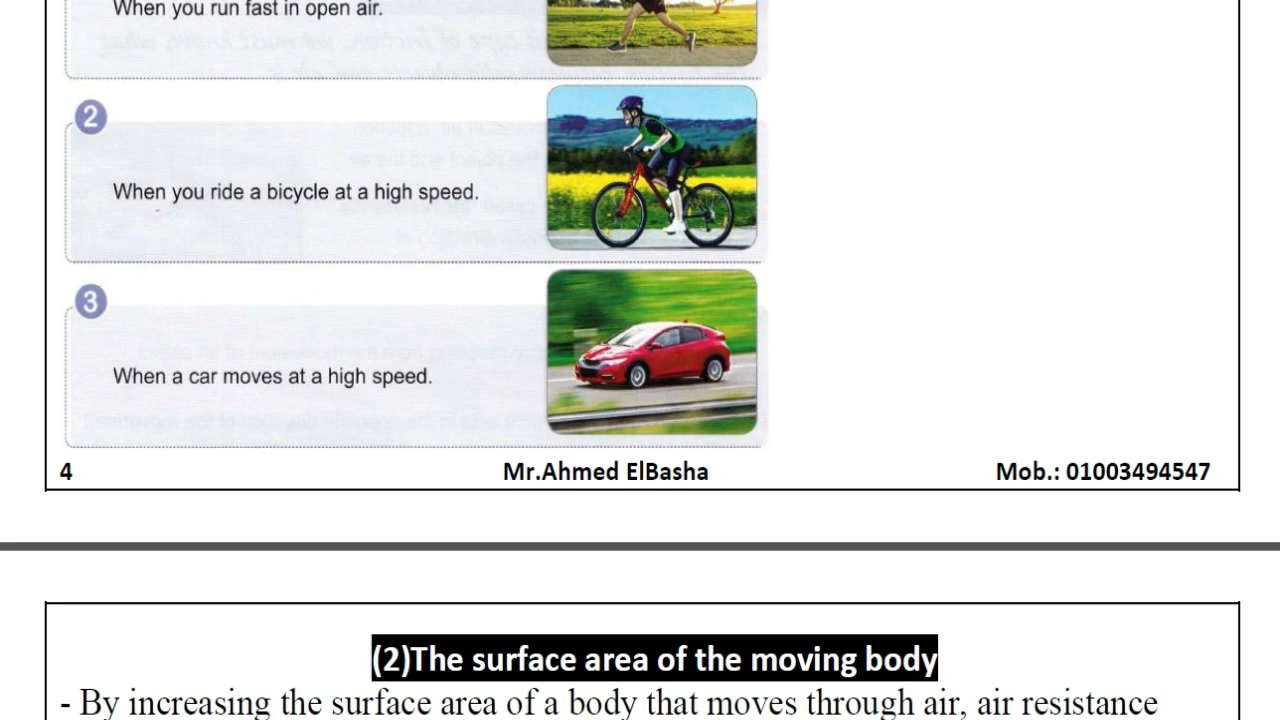 When you run fast in open air.
2
When you ride a bicycle at a high speed.
3
When a car moves at a high speed.
4 Mr.Ahmed ElBasha Mob.: 01003494547
(2)The surface area of the moving body
- By increasing the surface area of a body that moves through air, air resistance